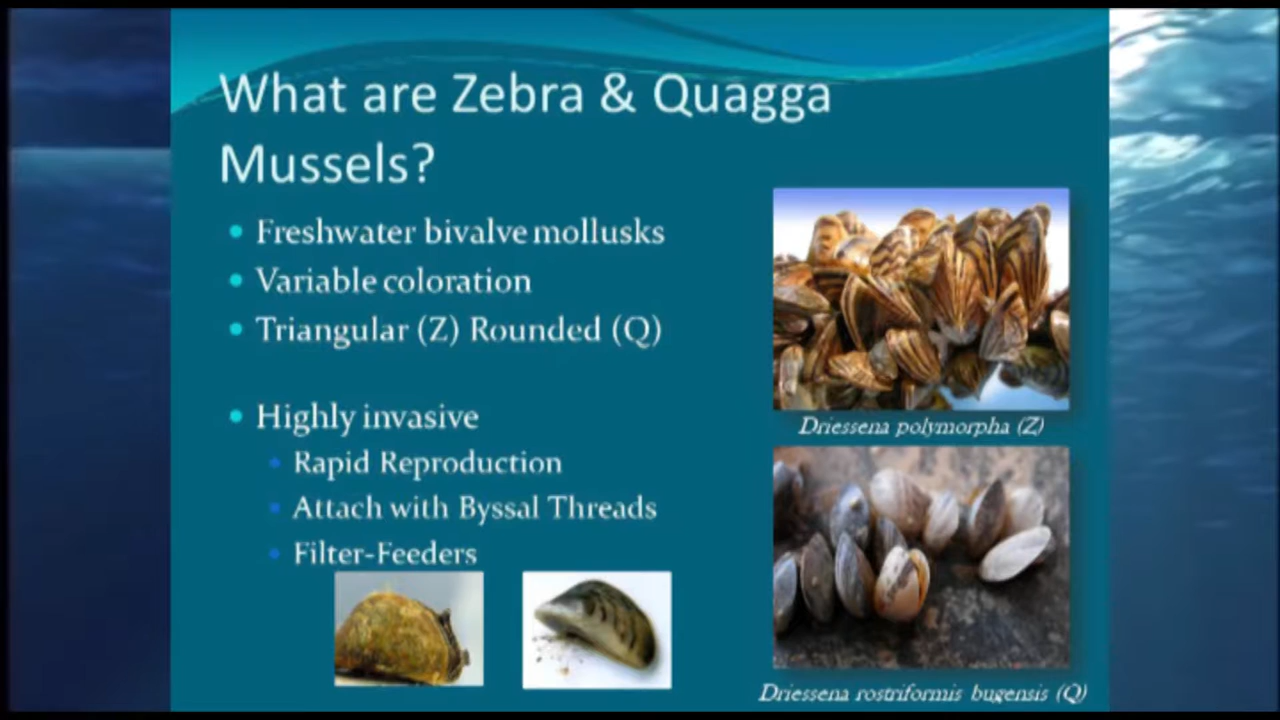 What are Zebra & Quagga
Mussels?
Freshwater bivalve mollusks
Variable coloration
Triangular (Z) Rounded (Q)
Highly invasive
Rapid Reproduction
Attach with Byssal Threads
Filter-Feeders
Driessena polymorpha (Z)
Driessena rostriformis bugensis (Q)